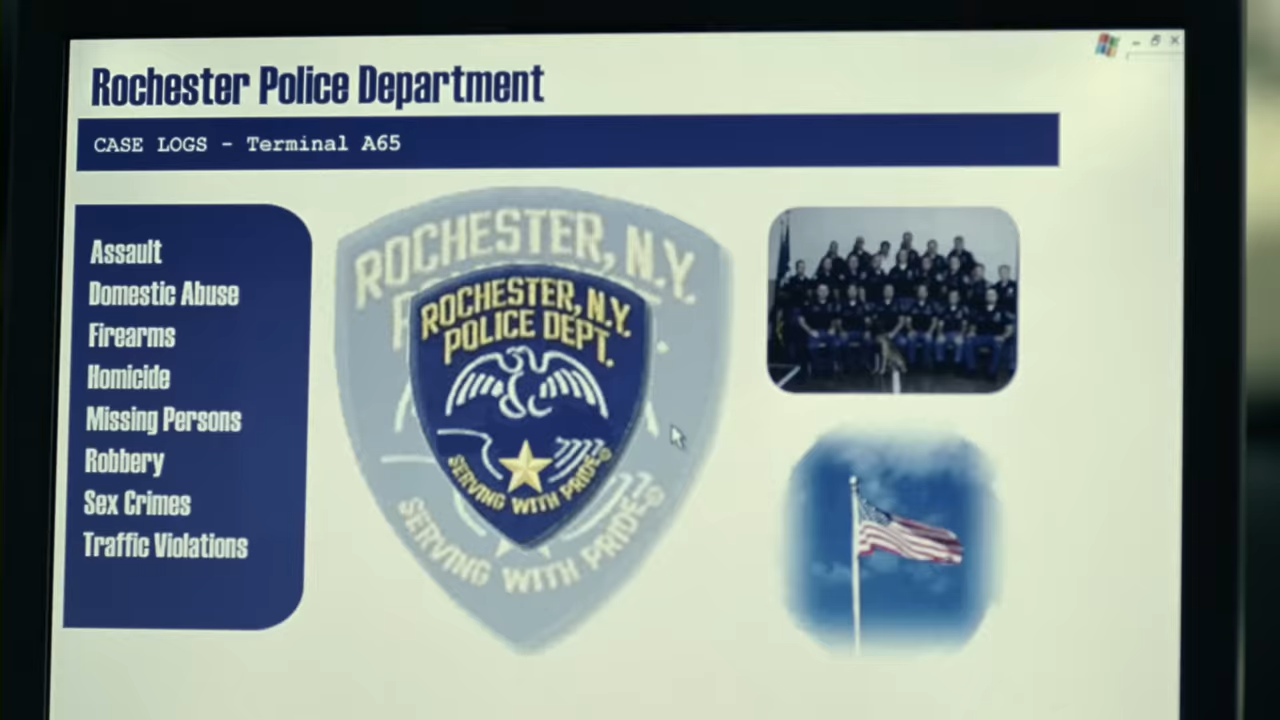 Rochester Police Department
CASE LOGS - Terminal A65
Assault
Domestic Abuse
Firearms
Homicide
Missing Persons
Robbery
Sex Crimes
Traffic Violations
ROCHESTER, N.Y.
SERVING WITH PRIDE
ROCHESTER, N.Y.
POLICE DEPT.
SERVING WITH PRIDE